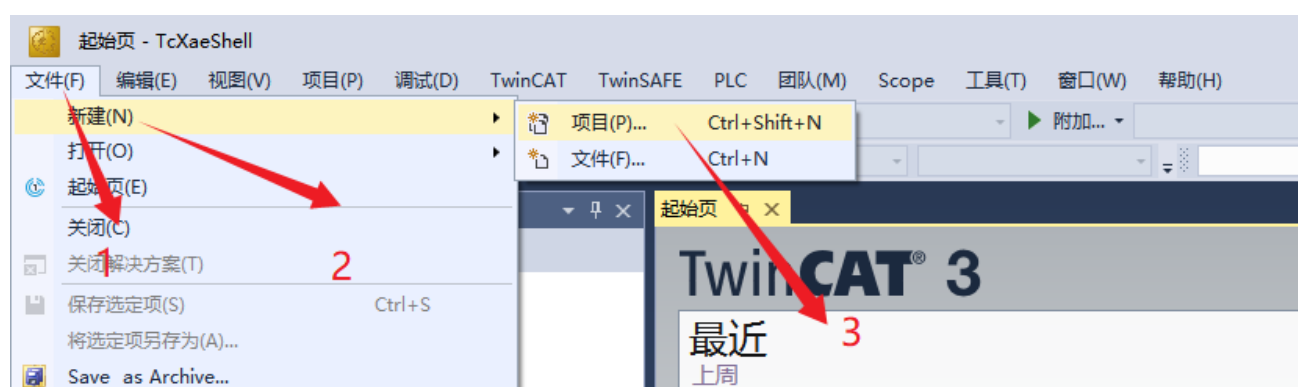 起始页 - TcXaeShell
文件(F) 编辑(E) 视图(V) 项目(P) 调试(D) TwinCAT TwinSAFE PLC 团队(M) Scope 工具(T) 窗口(W) 帮助(H)
新建(N) 项目(P)... Ctrl+Shift+N 附加...
打开(O) 文件(F)... Ctrl+N
起始页(E) 起始页
关闭(C)
1 关闭解决方案(T) 2 TwinCAT® 3
保存选定项(S) Ctrl+S
将选定项另存为(A)... 最近 3
Save as Archive... 上周